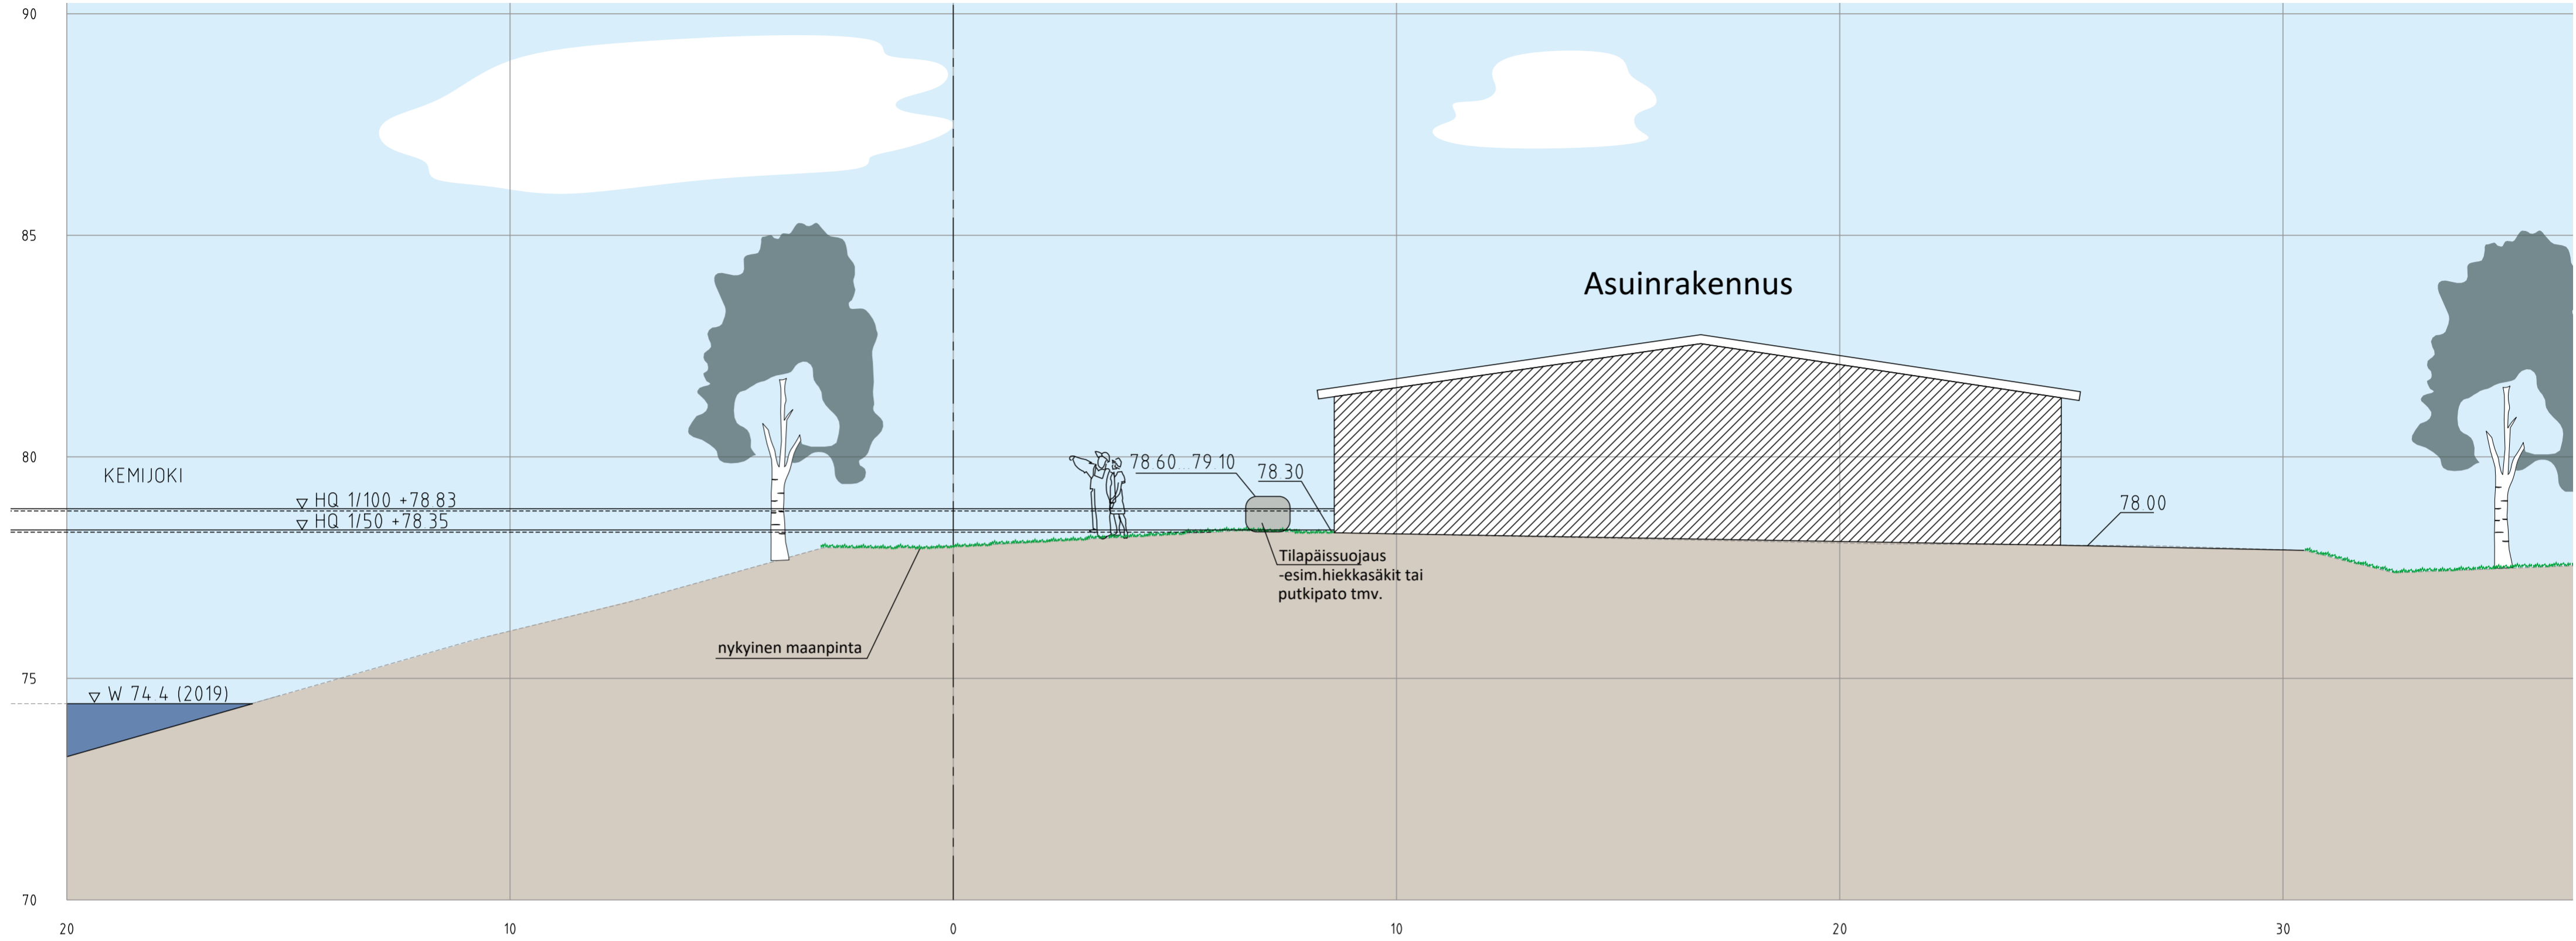 90
85
Asuinrakennus
80
KEMIJOKI
78.60...79.10
78.30
HQ 1/100 +78.83
HQ 1/50 +78.35
78.00
Tilapäissuojaus
-esim.hiekkasäkit tai
putkipato tmv.
nykyinen maanpinta
75
W 74.4 (2019)
70
20 10 0 10 20 30